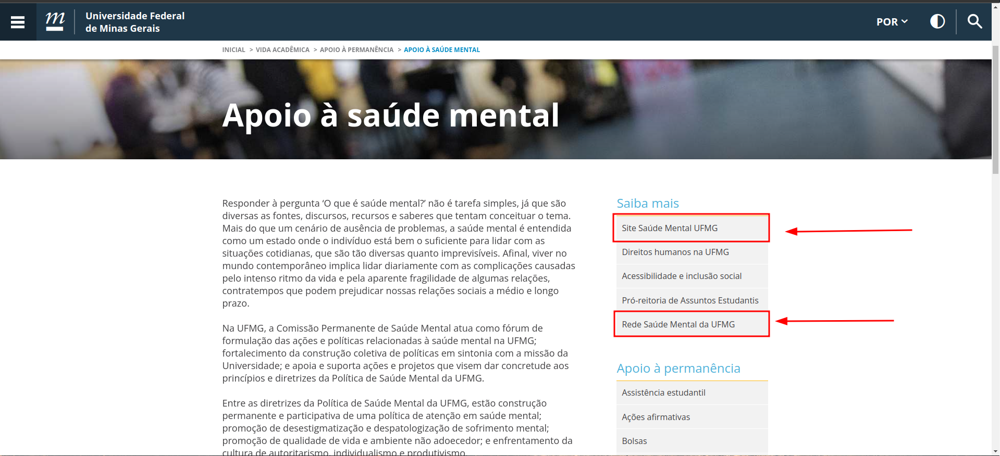 Universidade Federal
de Minas Gerais
POR
INICIAL > VIDA ACADÊMICA > APOIO À PERMANÊNCIA > APOIO À SAÚDE MENTAL
Apoio à saúde mental
Responder à pergunta ‘O que é saúde mental?’ não é tarefa simples, já que são
diversas as fontes, discursos, recursos e saberes que tentam conceituar o tema.
Mais do que um cenário de ausência de problemas, a saúde mental é entendida
como um estado onde o indivíduo está bem o suficiente para lidar com as
situações cotidianas, que são tão diversas quanto imprevisíveis. Afinal, viver no
mundo contemporâneo implica lidar diariamente com as complicações causadas
pelo intenso ritmo da vida e pela aparente fragilidade de algumas relações,
contratempos que podem prejudicar nossas relações sociais a médio e longo
prazo.
Na UFMG, a Comissão Permanente de Saúde Mental atua como fórum de
formulação das ações e políticas relacionadas à saúde mental na UFMG;
fortalecimento da construção coletiva de políticas em sintonia com a missão da
Universidade; e apoia e suporta ações e projetos que visem dar concretude aos
princípios e diretrizes da Política de Saúde Mental da UFMG.
Entre as diretrizes da Política de Saúde Mental da UFMG, estão construção
permanente e participativa de uma política de atenção em saúde mental;
promoção de desestigmatização e despatologização de sofrimento mental;
promoção de qualidade de vida e ambiente não adoecedor; e enfrentamento da
cultura de autoritarismo, individualismo e produtivismo.
Saiba mais
Site Saúde Mental UFMG
Direitos humanos na UFMG
Acessibilidade e inclusão social
Pró-reitoria de Assuntos Estudantis
Rede Saúde Mental da UFMG
Apoio à permanência
Assistência estudantil
Ações afirmativas
Bolsas